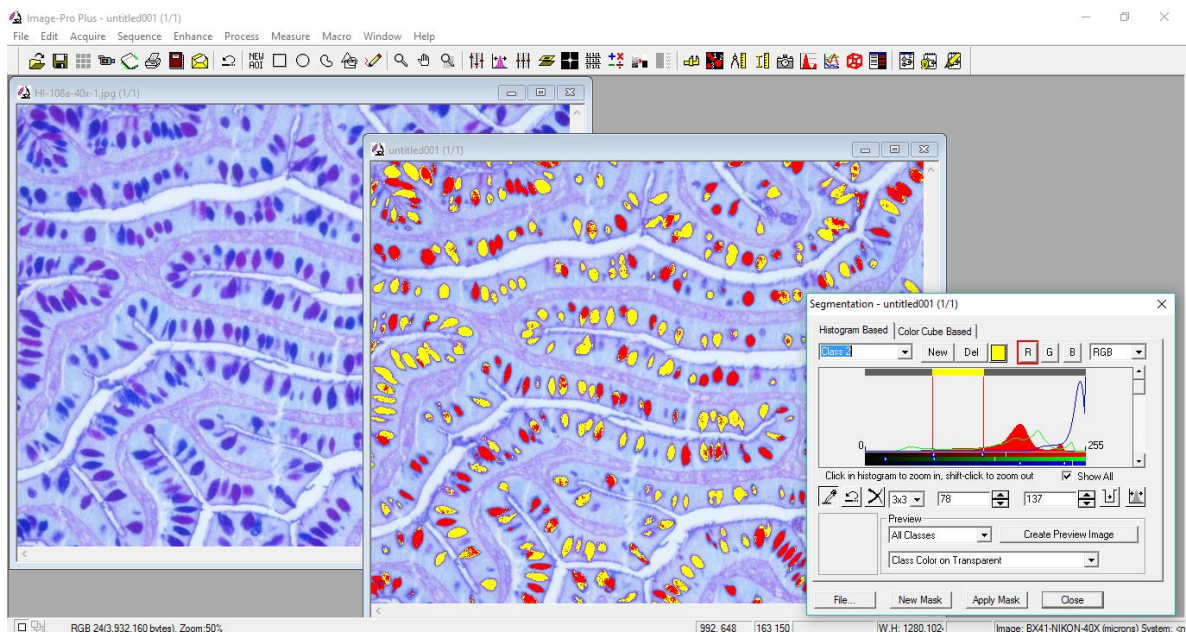 Image-Pro Plus - untitled001 (1/1)
File Edit Acquire Sequence Enhance Process Measure Macro Window Help
NEW
AOI
HI-108a-40x-1.jpg (1/1)
untitled001 (1/1)
Segmentation - untitled001 (1/1)
Histogram Based Color Cube Based
Class 2 New Del R G B RGB
0 255
Click in histogram to zoom in, shift-click to zoom out Show All
3x3 78 137
Preview
All Classes Create Preview Image
Class Color on Transparent
File... New Mask Apply Mask Close
RGB 24(3,932,160 bytes), Zoom:50% 992, 648 163 150 W.H: 1280,102 Image: BX41-NIKON-40X (microns) System: <n